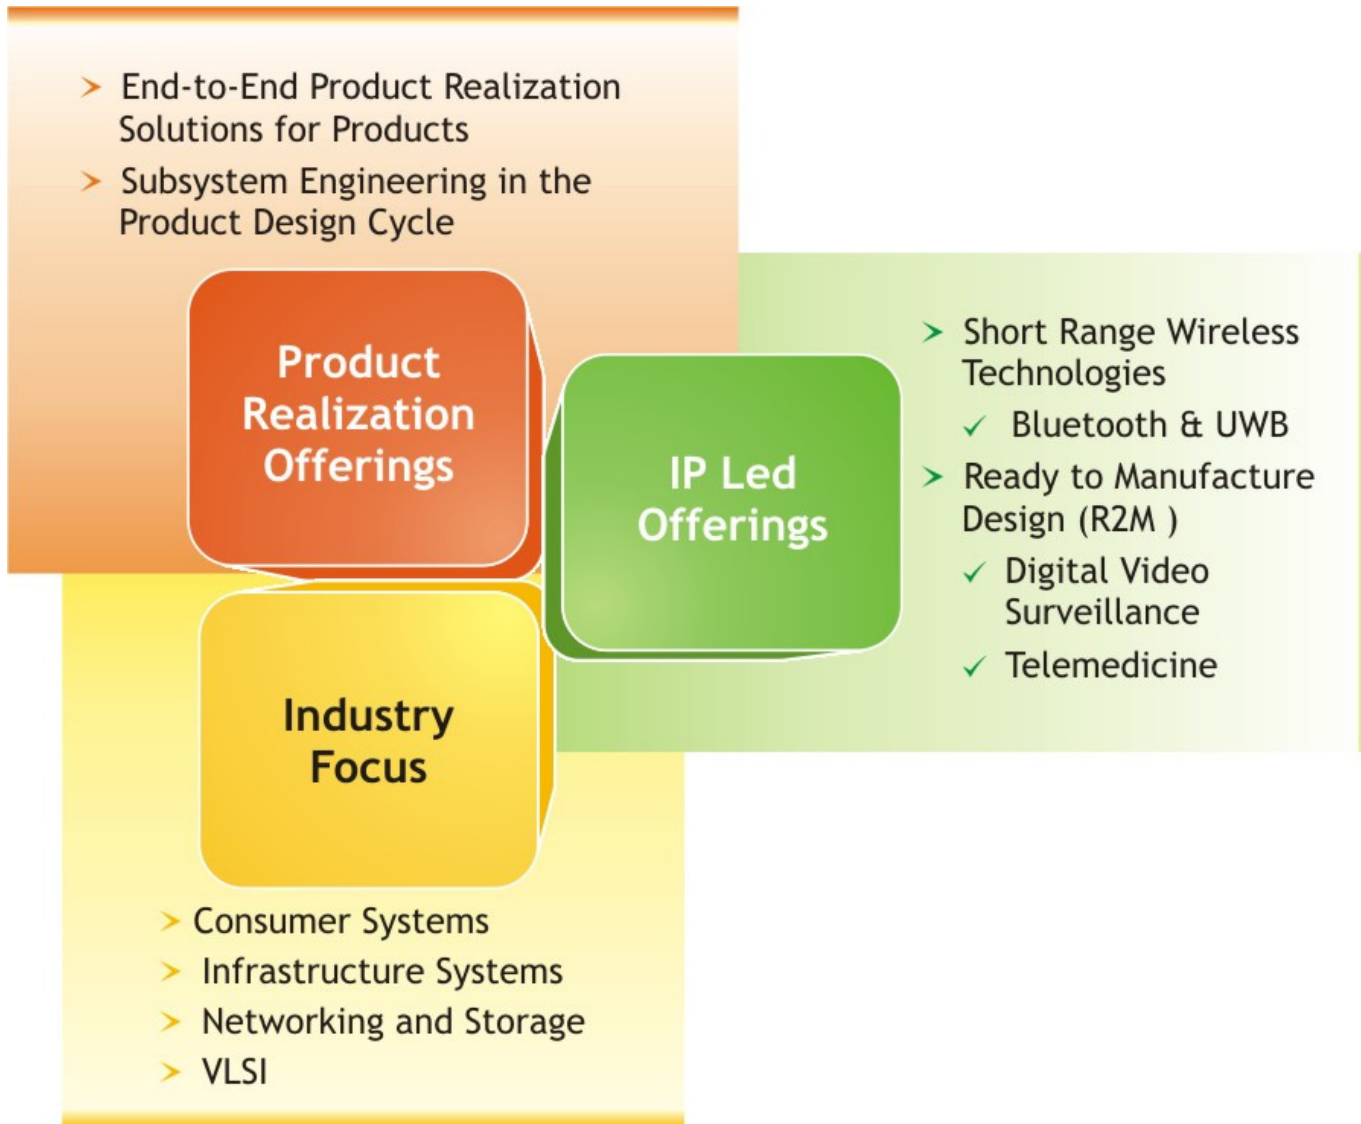 End-to-End Product Realization
Solutions for Products
Subsystem Engineering in the
Product Design Cycle
Product
Realization
Offerings
IP Led
Offerings
Short Range Wireless
Technologies
Bluetooth & UWB
Ready to Manufacture
Design (R2M )
Digital Video
Surveillance
Telemedicine
Industry
Focus
Consumer Systems
Infrastructure Systems
Networking and Storage
VLSI